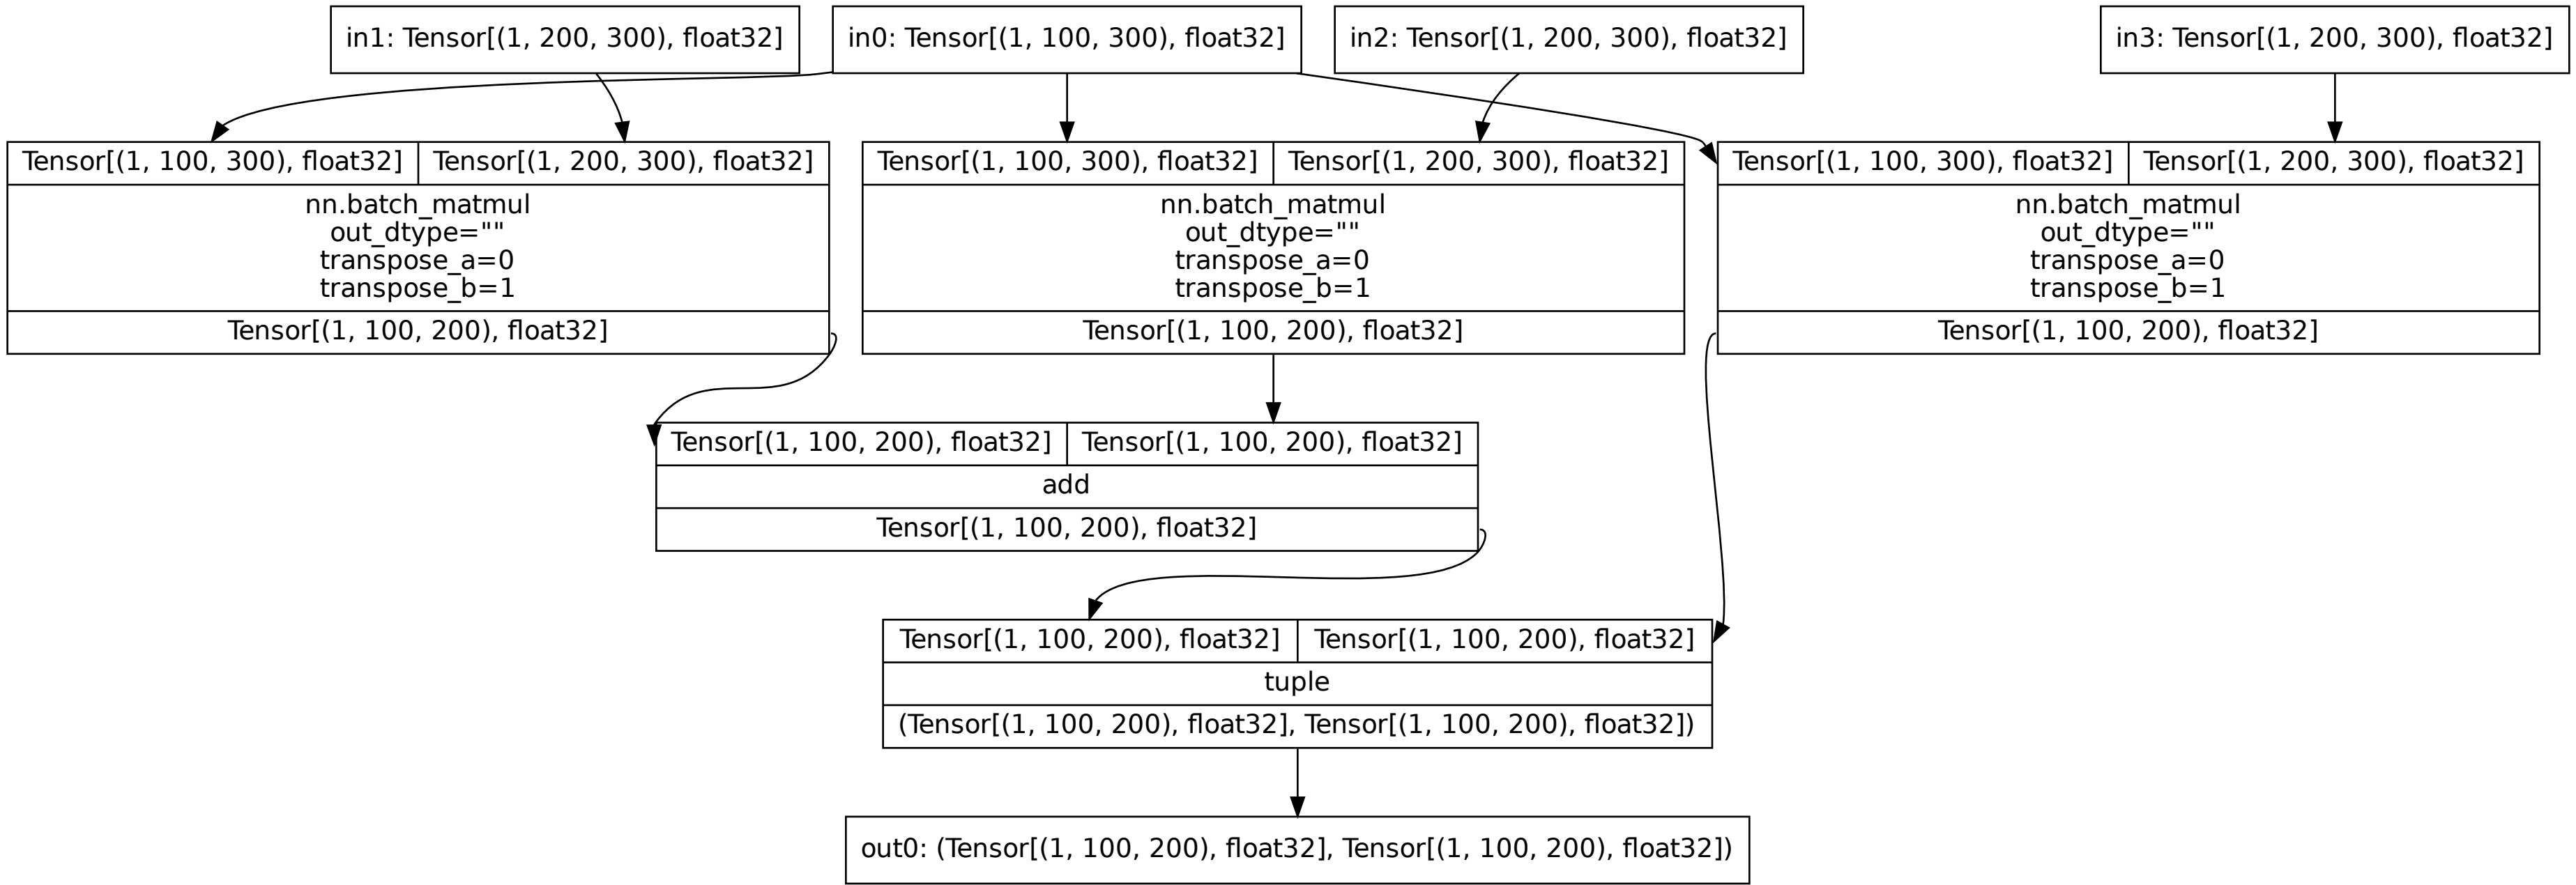 in1: Tensor[(1, 200, 300), float32]
in0: Tensor[(1, 100, 300), float32]
in2: Tensor[(1, 200, 300), float32]
in3: Tensor[(1, 200, 300), float32]
Tensor[(1, 100, 300), float32]
Tensor[(1, 200, 300), float32]
nn.batch_matmul
out_dtype=""
transpose_a=0
transpose_b=1
Tensor[(1, 100, 200), float32]
Tensor[(1, 100, 300), float32]
Tensor[(1, 200, 300), float32]
nn.batch_matmul
out_dtype=""
transpose_a=0
transpose_b=1
Tensor[(1, 100, 200), float32]
Tensor[(1, 100, 300), float32]
Tensor[(1, 200, 300), float32]
nn.batch_matmul
out_dtype=""
transpose_a=0
transpose_b=1
Tensor[(1, 100, 200), float32]
Tensor[(1, 100, 200), float32]
Tensor[(1, 100, 200), float32]
add
Tensor[(1, 100, 200), float32]
Tensor[(1, 100, 200), float32]
Tensor[(1, 100, 200), float32]
tuple
(Tensor[(1, 100, 200), float32], Tensor[(1, 100, 200), float32])
out0: (Tensor[(1, 100, 200), float32], Tensor[(1, 100, 200), float32])